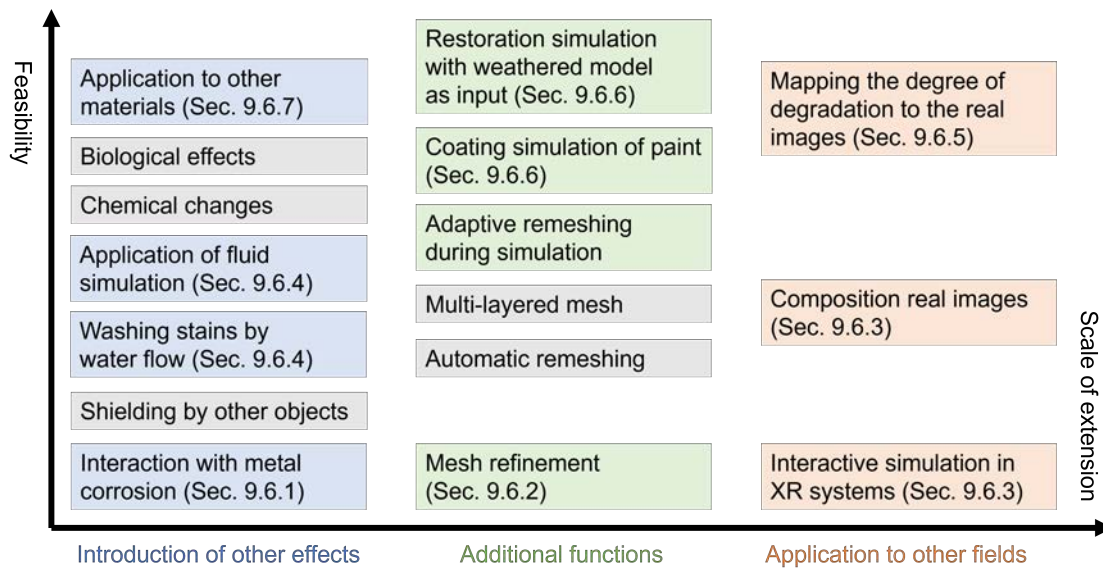 Feasibility
Application to other
materials (Sec. 9.6.7)
Biological effects
Chemical changes
Application of fluid
simulation (Sec. 9.6.4)
Washing stains by
water flow (Sec. 9.6.4)
Shielding by other objects
Interaction with metal
corrosion (Sec. 9.6.1)
Introduction of other effects
Restoration simulation
with weathered model
as input (Sec. 9.6.6)
Coating simulation of paint
(Sec. 9.6.6)
Adaptive remeshing
during simulation
Multi-layered mesh
Automatic remeshing
Mesh refinement
(Sec. 9.6.2)
Additional functions
Mapping the degree of
degradation to the real
images (Sec. 9.6.5)
Composition real images
(Sec. 9.6.3)
Interactive simulation in
XR systems (Sec. 9.6.3)
Application to other fields
Scale of extension